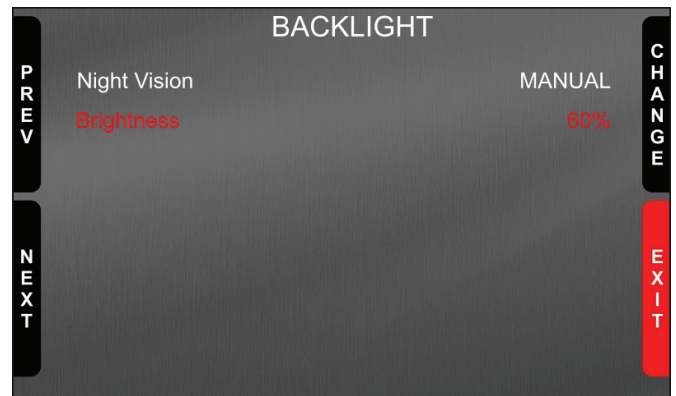 BACKLIGHT
PREV
CHANGE
Night Vision MANUAL
Brightness 60%
NEXT
EXIT